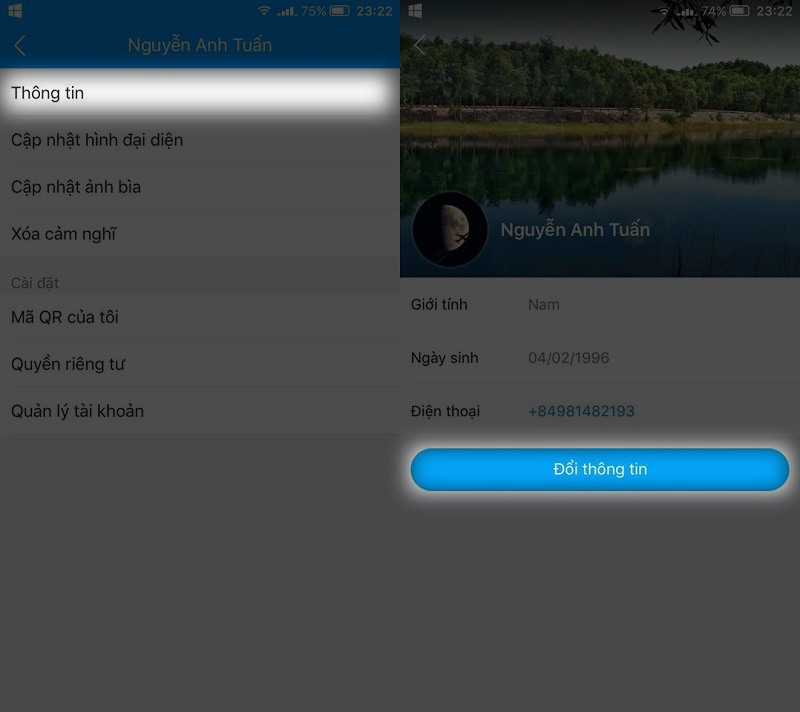 75% 23:22
Nguyễn Anh Tuấn
Thông tin
Cập nhật hình đại diện
Cập nhật ảnh bìa
Xóa cảm nghĩ
Cài đặt
Mã QR của tôi
Quyền riêng tư
Quản lý tài khoản
74% 23:22
Nguyễn Anh Tuấn
Giới tính Nam
Ngày sinh 04/02/1996
Điện thoại +84981482193
Đổi thông tin